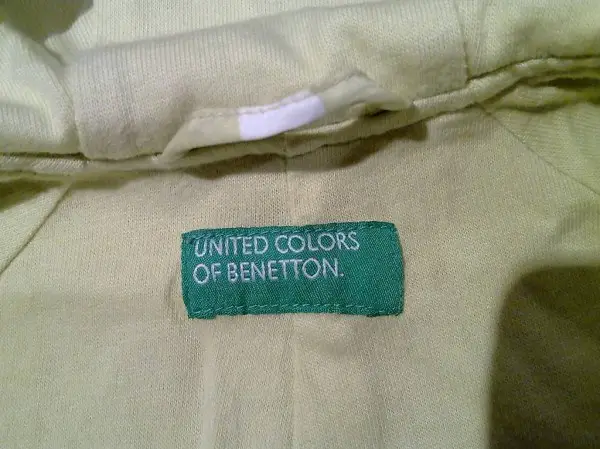 UNITED COLORS
OF BENETTON.